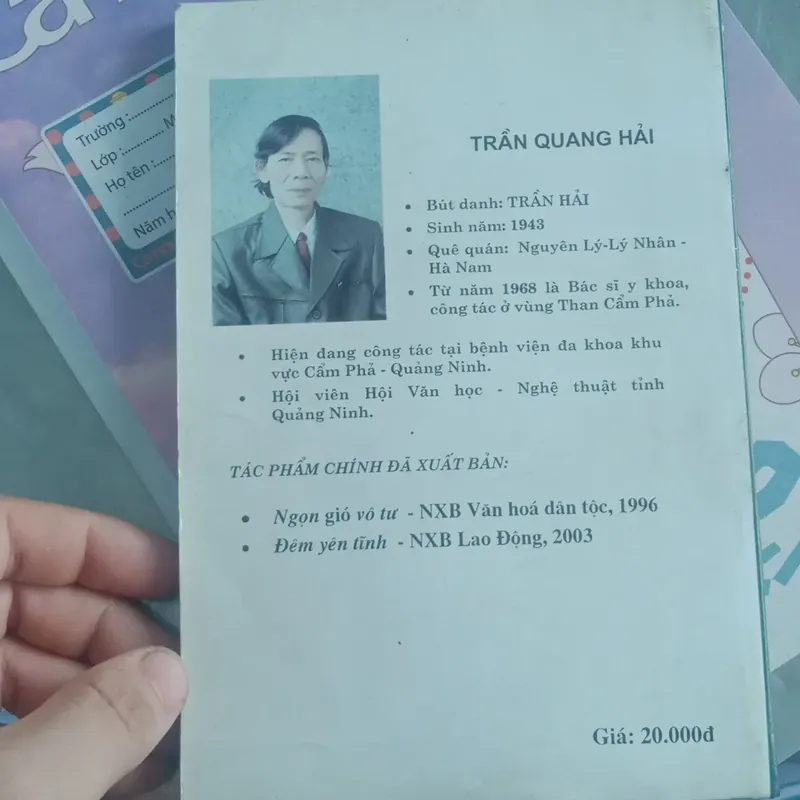 Trường :.........
Lớp :............ M
Họ tên :..........
..................
Năm h
TRẦN QUANG HẢI
• Bút danh: TRẦN HẢI
• Sinh năm: 1943
• Quê quán: Nguyên Lý-Lý Nhân -
Hà Nam
• Từ năm 1968 là Bác sĩ y khoa,
công tác ở vùng Than Cẩm Phả.
• Hiện đang công tác tại bệnh viện đa khoa khu
vực Cẩm Phả - Quảng Ninh.
• Hội viên Hội Văn học - Nghệ thuật tỉnh
Quảng Ninh.
TÁC PHẨM CHÍNH ĐÃ XUẤT BẢN:
• Ngọn gió vô tư - NXB Văn hoá dân tộc, 1996
• Đêm yên tĩnh - NXB Lao Động, 2003
Giá: 20.000đ